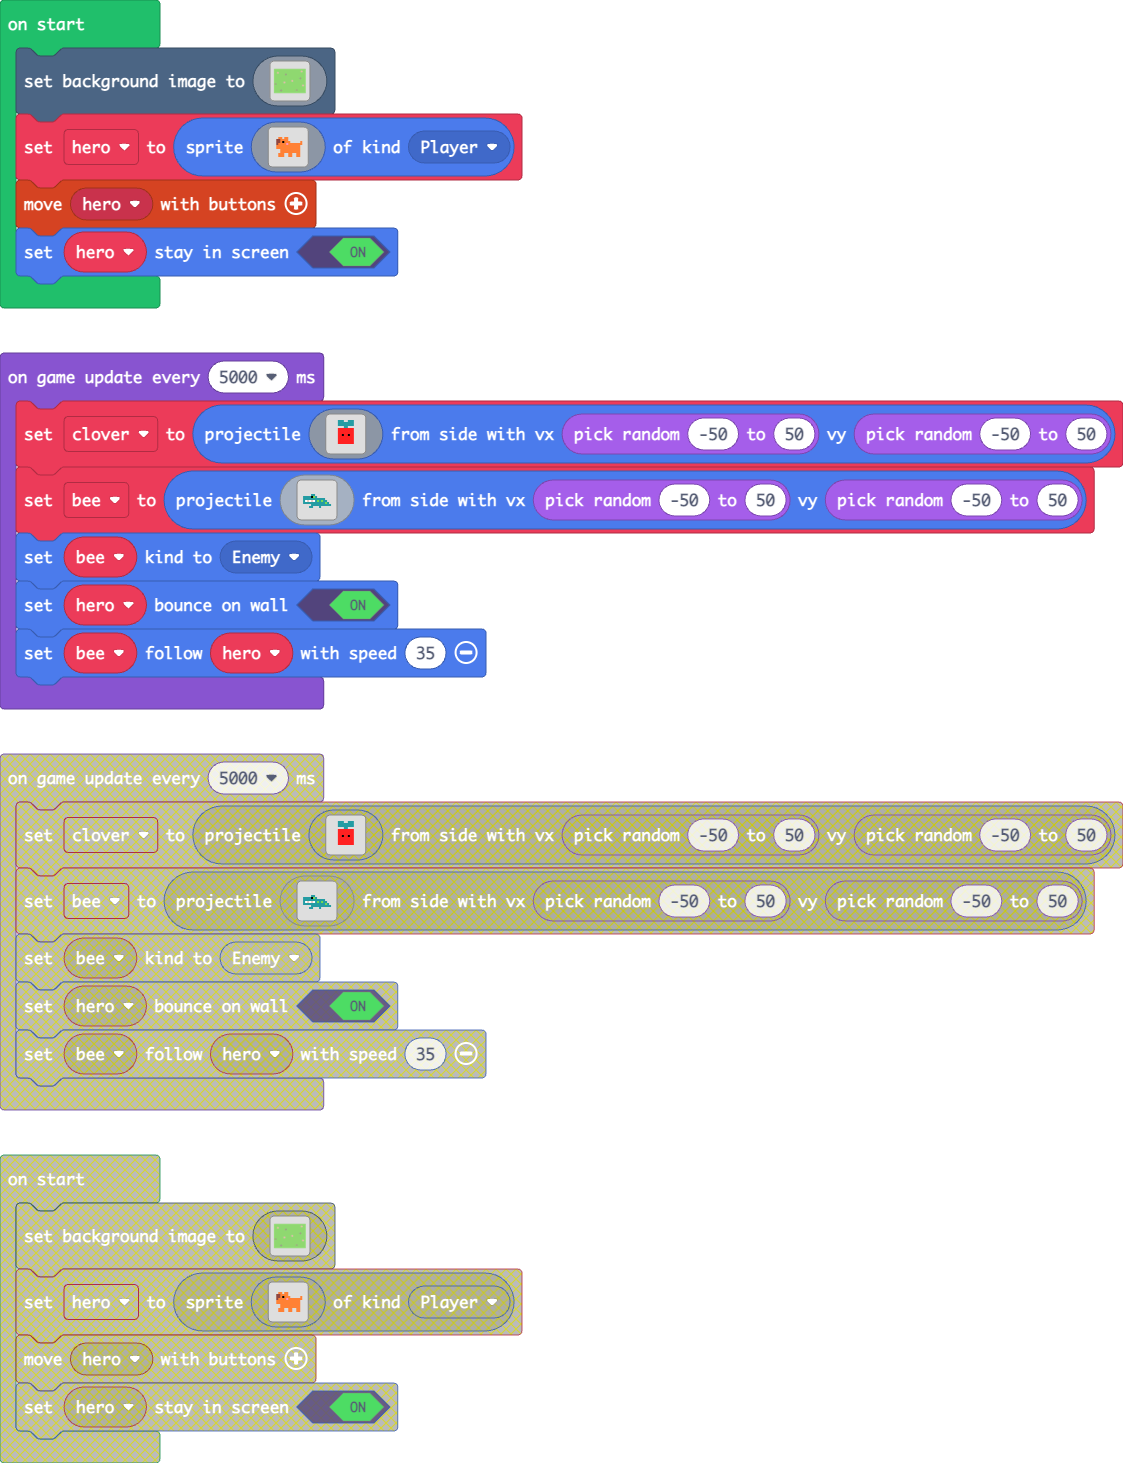 on start
set background image to
set hero to sprite of kind Player
move hero with buttons
set hero stay in screen ON
on game update every 5000 ms
set clover to projectile from side with vx pick random -50 to 50 vy pick random -50 to 50
set bee to projectile from side with vx pick random -50 to 50 vy pick random -50 to 50
set bee kind to Enemy
set hero bounce on wall ON
set bee follow hero with speed 35
on game update every 5000 ms
set clover to projectile from side with vx pick random -50 to 50 vy pick random -50 to 50
set bee to projectile from side with vx pick random -50 to 50 vy pick random -50 to 50
set bee kind to Enemy
set hero bounce on wall ON
set bee follow hero with speed 35
on start
set background image to
set hero to sprite of kind Player
move hero with buttons
set hero stay in screen ON